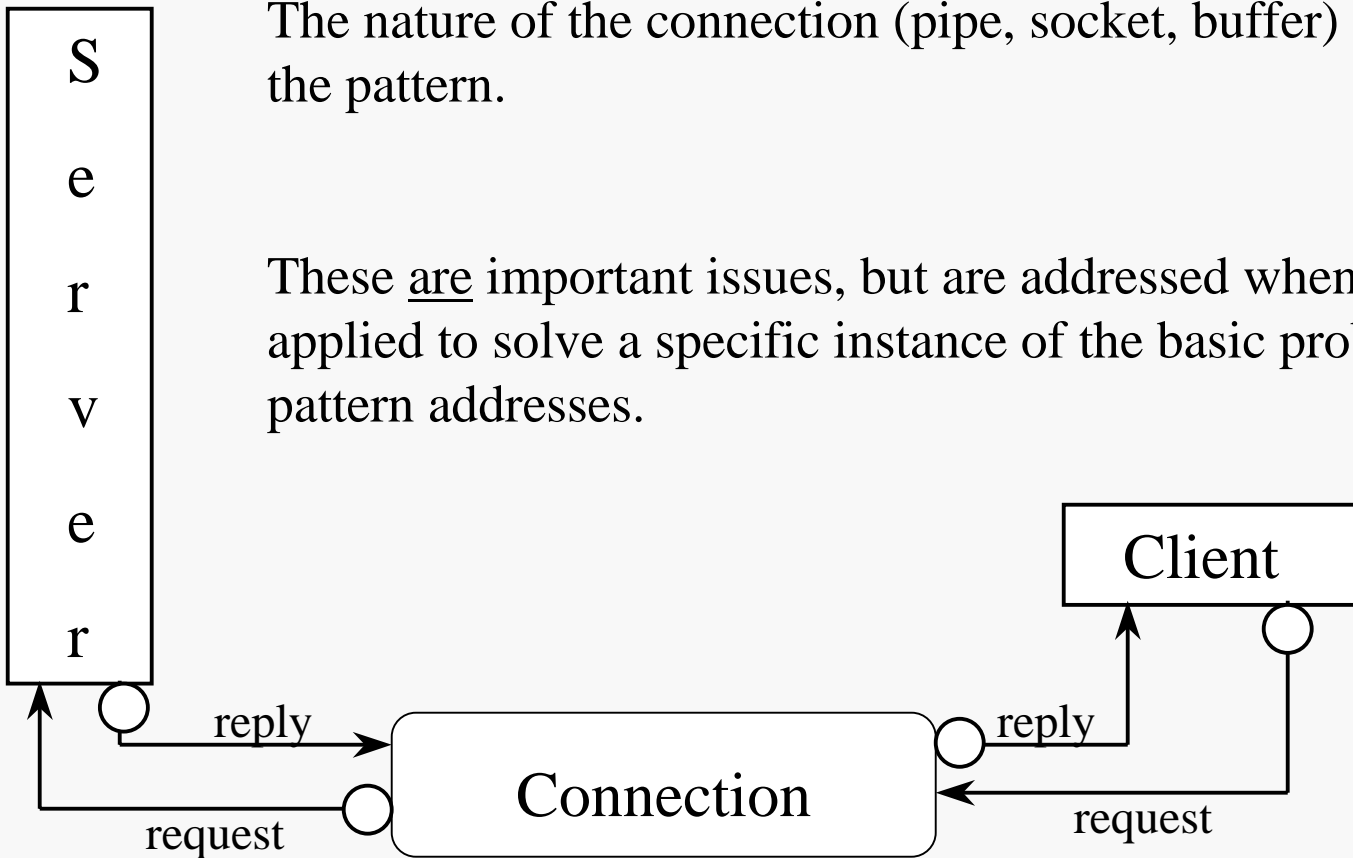 The nature of the connection (pipe, socket, buffer)
the pattern.
These are important issues, but are addressed when
applied to solve a specific instance of the basic
pattern addresses.
S
e
r
v
e
r
Client
reply
reply
Connection
request
request